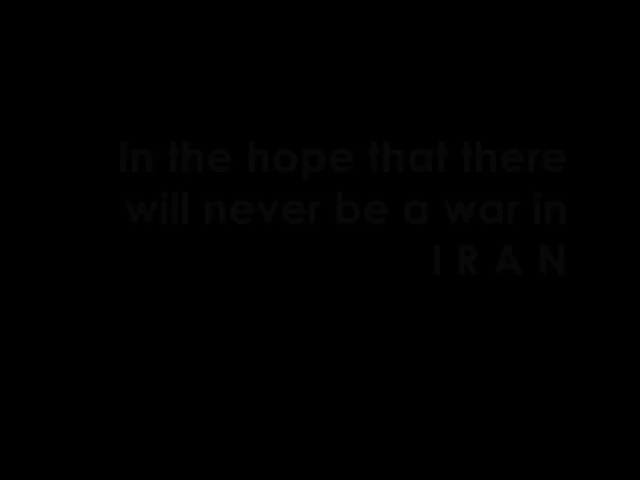 In the hope that there
will never be a war in
I R A N